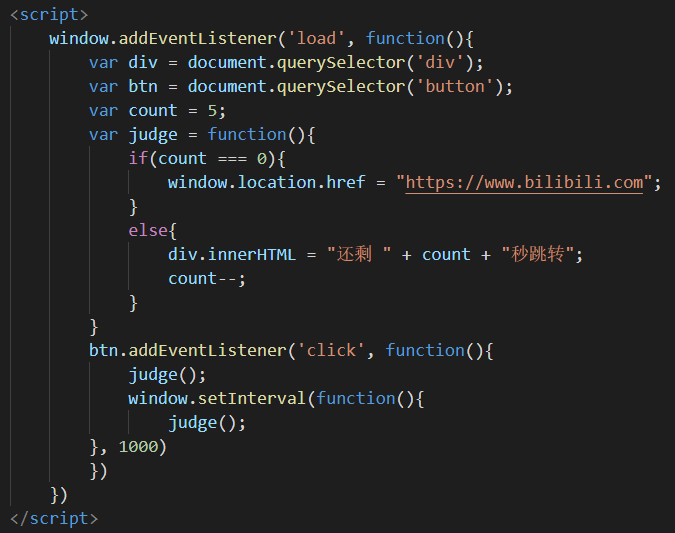 <script>
    window.addEventListener('load', function(){
        var div = document.querySelector('div');
        var btn = document.querySelector('button');
        var count = 5;
        var judge = function(){
            if(count === 0){
                window.location.href = "https://www.bilibili.com";
            }
            else{
                div.innerHTML = "还剩 " + count + "秒跳转";
                count--;
            }
        }
        btn.addEventListener('click', function(){
            judge();
            window.setInterval(function(){
                judge();
        }, 1000)
        })
    })
</script>